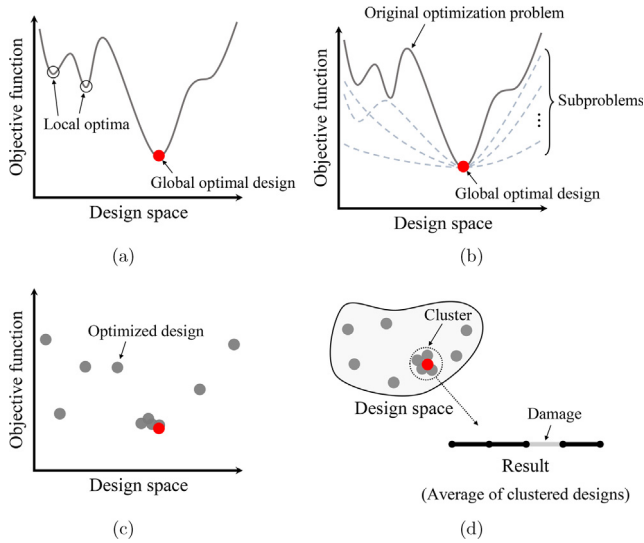 Objective function
Local optima
Global optimal design
Design space
(a)
Original optimization problem
Objective function
Subproblems
Global optimal design
Design space
(b)
Objective function
Optimized design
Design space
(c)
Cluster
Design space
Damage
Result
(Average of clustered designs)
(d)